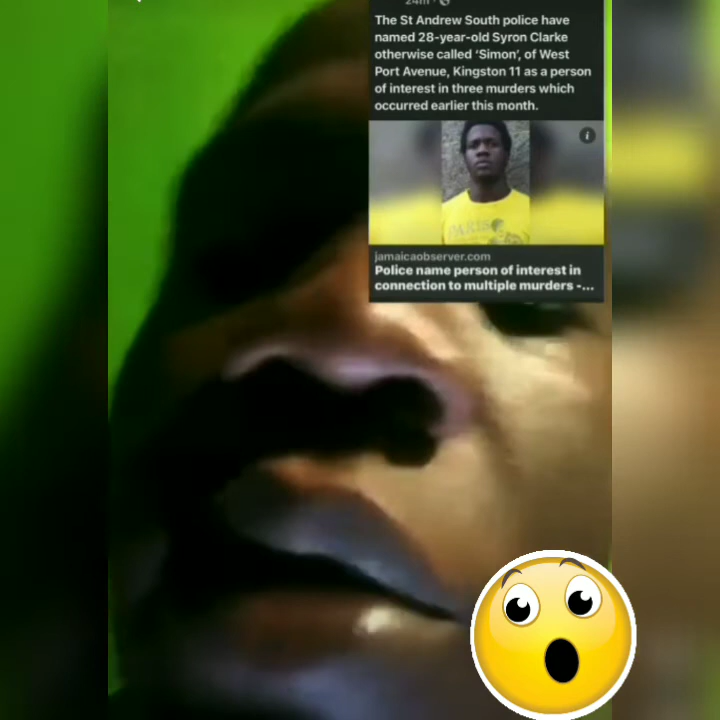 24m
The St Andrew South police have
named 28-year-old Syron Clarke
otherwise called ‘Simon’, of West
Port Avenue, Kingston 11 as a person
of interest in three murders which
occurred earlier this month.
i
PARIS
jamaicaobserver.com
Police name person of interest in
connection to multiple murders -...